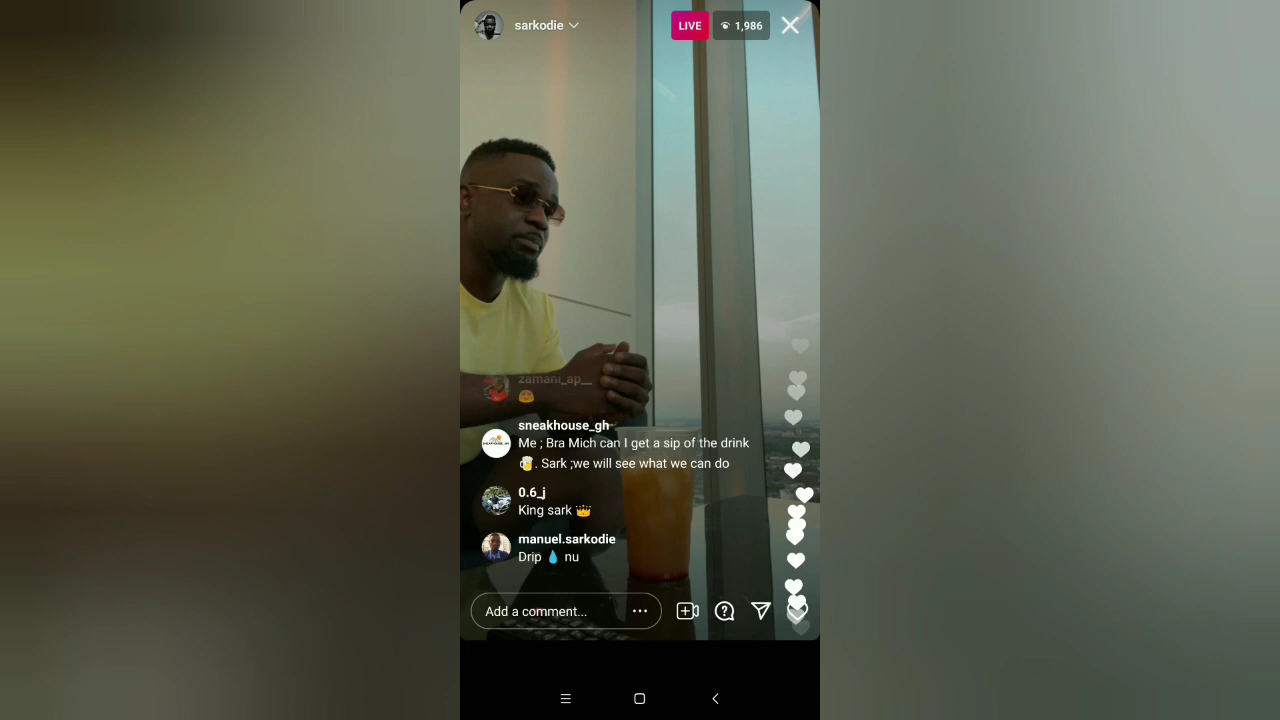 sarkodie
LIVE
1,986
zamani_ap__
sneakhouse_gh
Me ; Bra Mich can I get a sip of the drink
🍺. Sark ;we will see what we can do
0.6_j
King sark 👑
manuel.sarkodie
Drip 💧 nu
Add a comment...